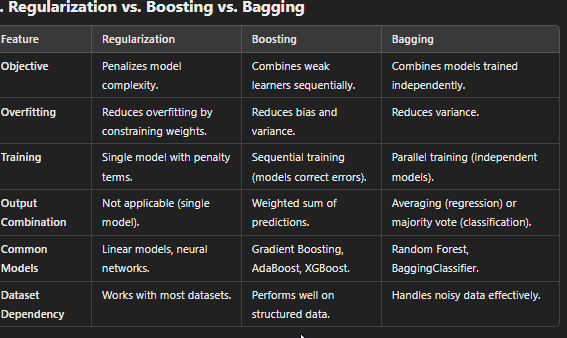 . Regularization vs. Boosting vs. Bagging
Feature Regularization Boosting Bagging
Objective Penalizes model Combines weak Combines models trained
complexity. learners sequentially. independently.
Overfitting Reduces overfitting by Reduces bias and Reduces variance.
constraining weights. variance.
Training Single model with penalty Sequential training Parallel training (independent
terms. (models correct errors). models).
Output Not applicable (single Weighted sum of Averaging (regression) or
Combination model). predictions. majority vote (classification).
Common Linear models, neural Gradient Boosting, Random Forest,
Models networks. AdaBoost, XGBoost. BaggingClassifier.
Dataset Works with most datasets. Performs well on Handles noisy data effectively.
Dependency structured data.